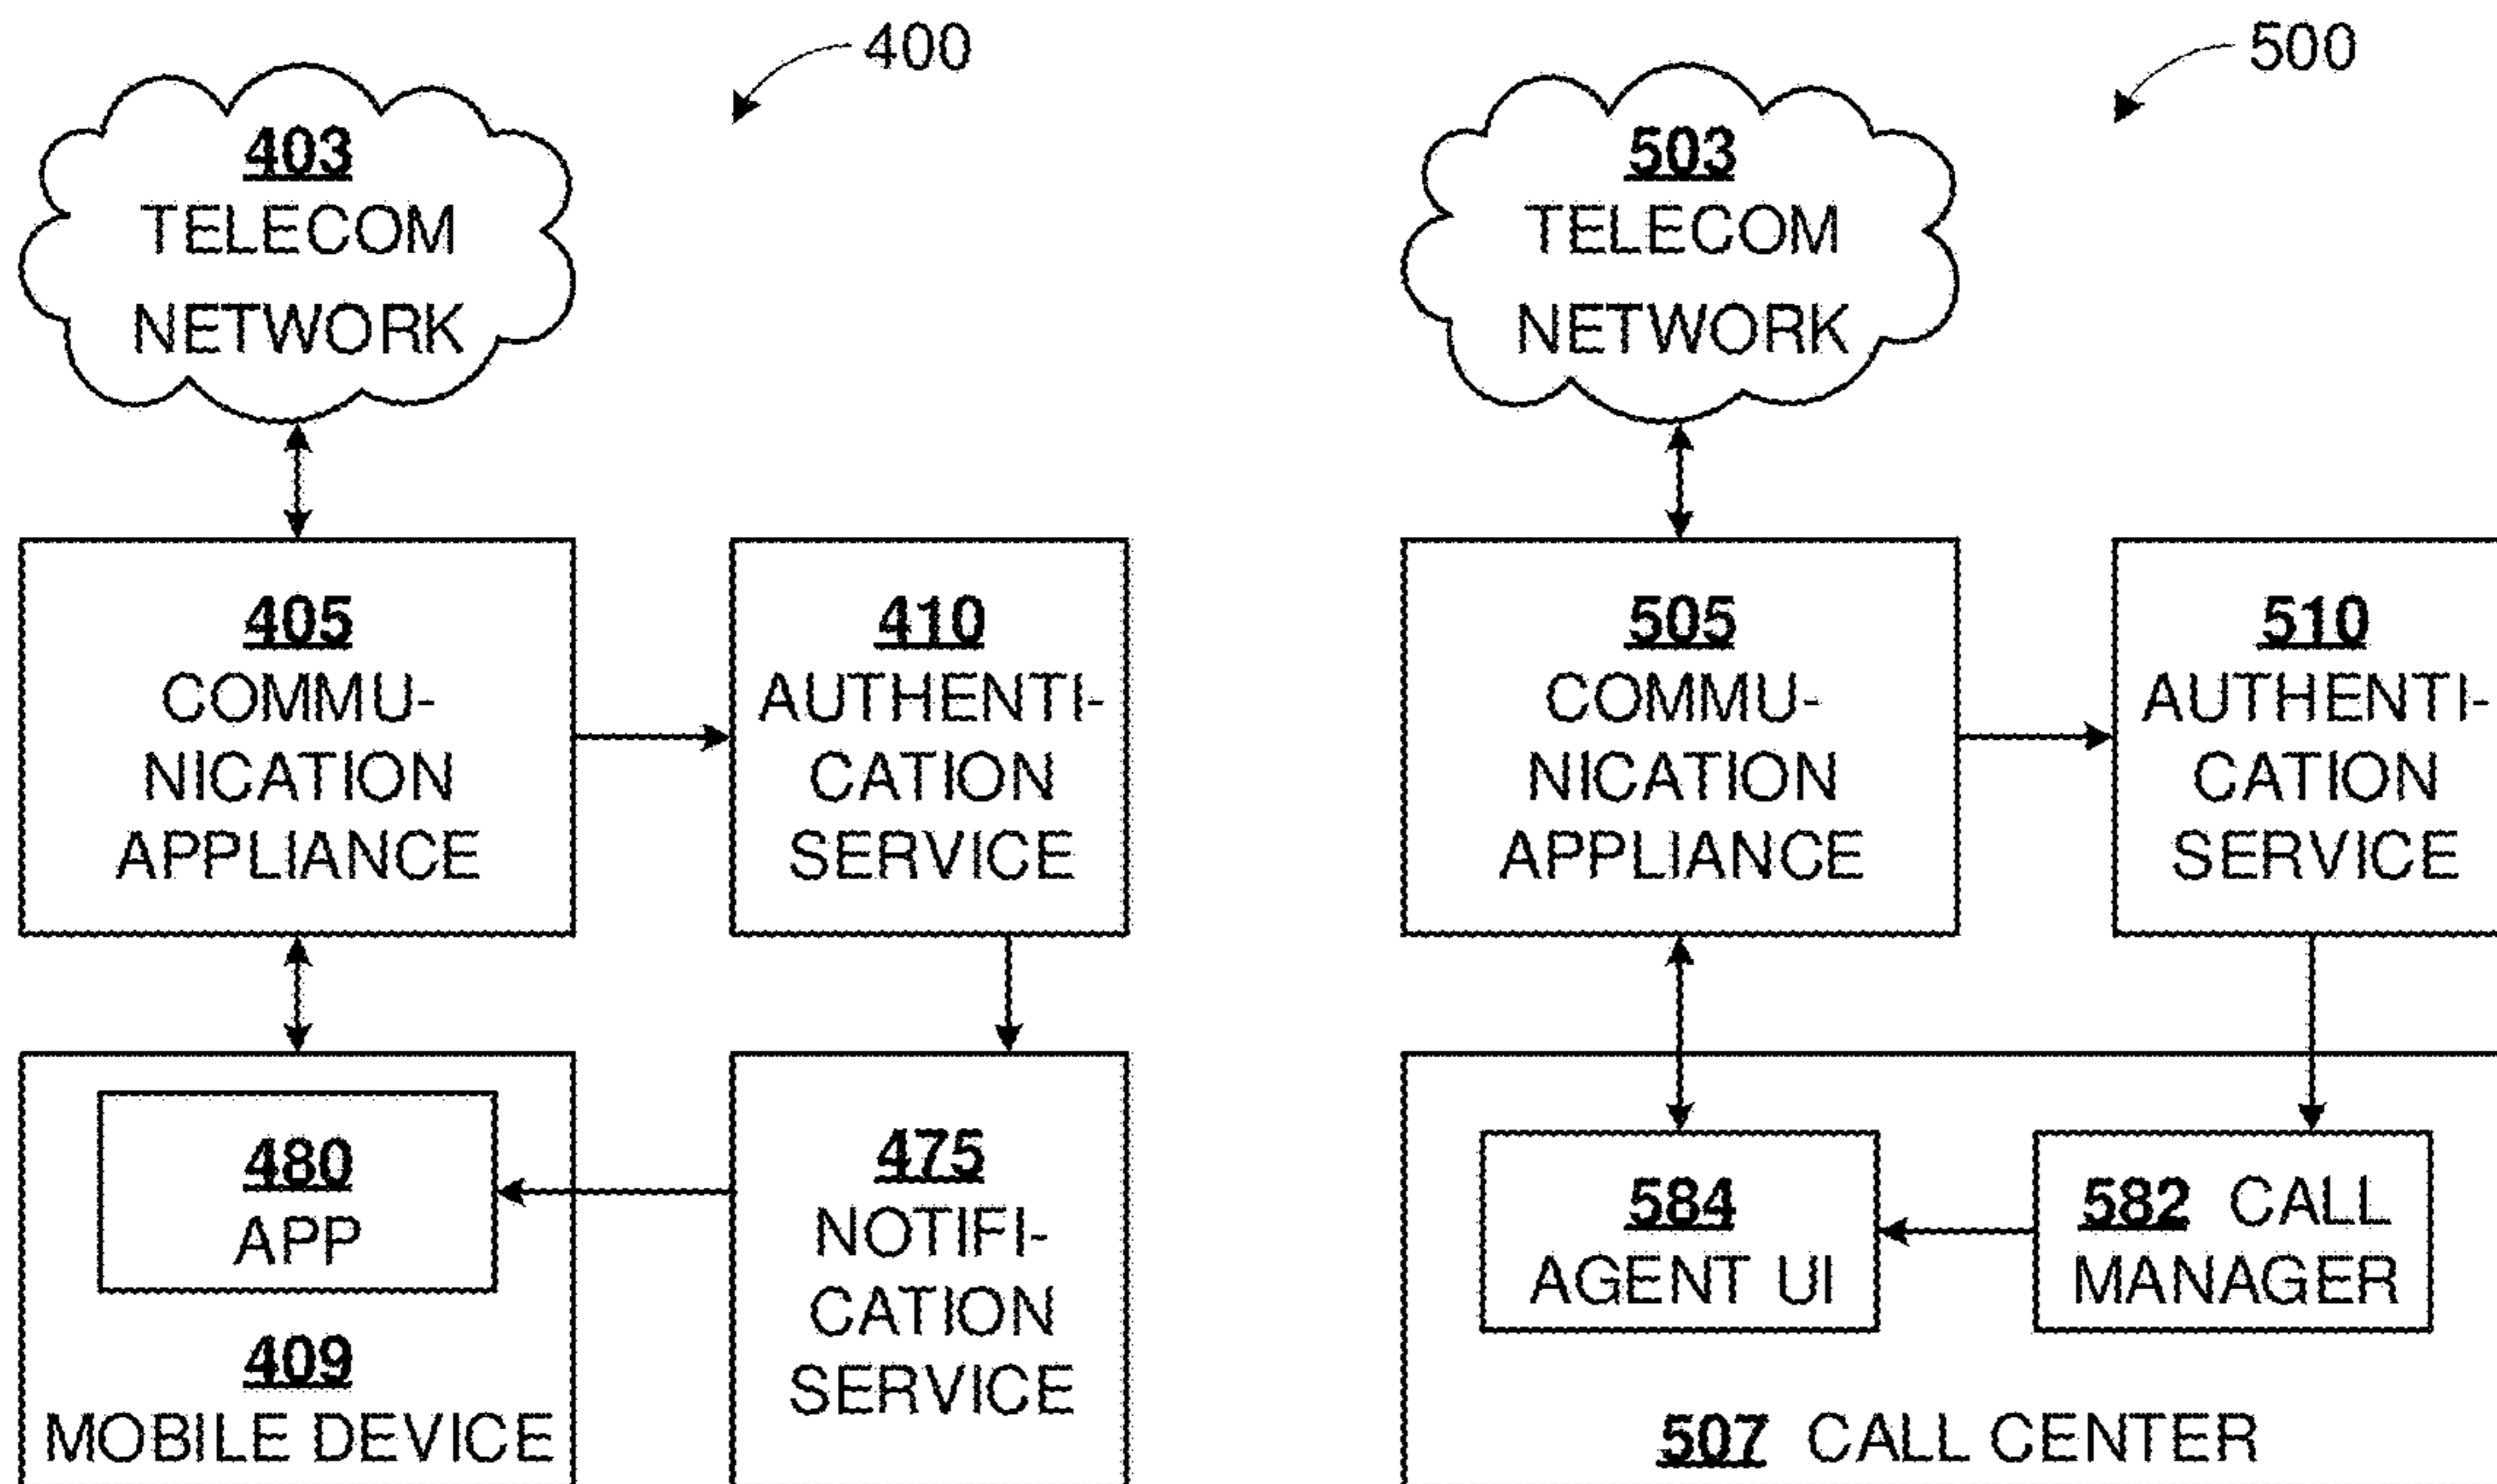 400
403
TELECOM
NETWORK
405
COMMU-
NICATION
APPLIANCE
410
AUTHENTI-
CATION
SERVICE
480
APP
409
MOBILE DEVICE
475
NOTIFI-
CATION
SERVICE
500
503
TELECOM
NETWORK
505
COMMU-
NICATION
APPLIANCE
510
AUTHENTI-
CATION
SERVICE
584
AGENT UI
582 CALL
MANAGER
507 CALL CENTER